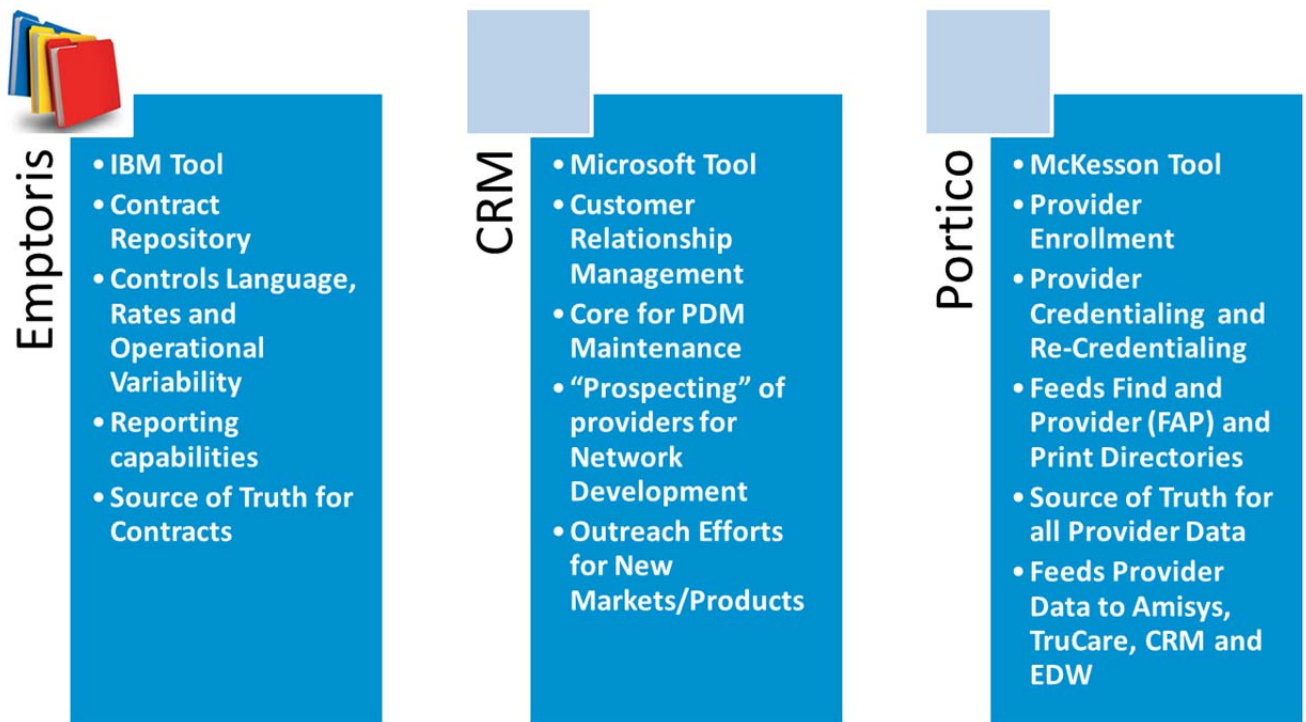 Emptoris
• IBM Tool
• Contract
Repository
• Controls Language,
Rates and
Operational
Variability
• Reporting
capabilities
• Source of Truth for
Contracts
CRM
• Microsoft Tool
• Customer
Relationship
Management
• Core for PDM
Maintenance
• “Prospecting” of
providers for
Network
Development
• Outreach Efforts
for New
Markets/Products
Portico
• McKesson Tool
• Provider
Enrollment
• Provider
Credentialing and
Re-Credentialing
• Feeds Find and
Provider (FAP) and
Print Directories
• Source of Truth for
all Provider Data
• Feeds Provider
Data to Amisys,
TruCare, CRM and
EDW